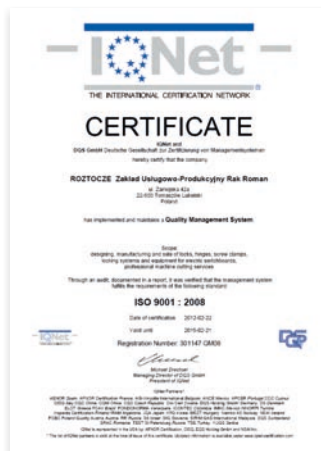 IQNet
THE INTERNATIONAL CERTIFICATION NETWORK
CERTIFICATE
IQNet and
DQS GmbH Deutsche Gesellschaft zur Zertifizierung von Managementsystemen
hereby certify that the company
ROZTOCZE Zakład Usługowo-Produkcyjny Rak Roman
ul. Zamojska 42a
22-600 Tomaszów Lubelski
Poland
has implemented and maintains a Quality Management System
Scope:
designing, manufacturing and sale of locks, hinges, screw clamps,
locking systems and equipment for electric switchboards,
professional machine cutting services
Through an audit, documented in a report, it was verified that the management system
fulfills the requirements of the following standard:
ISO 9001 : 2008
Date of certification 2013-02-22
Valid until 2016-02-21
Registration Number: 301147 QM08
IQNet
DQS
Michael Drechsel
Managing Director of DQS GmbH
President of IQNet